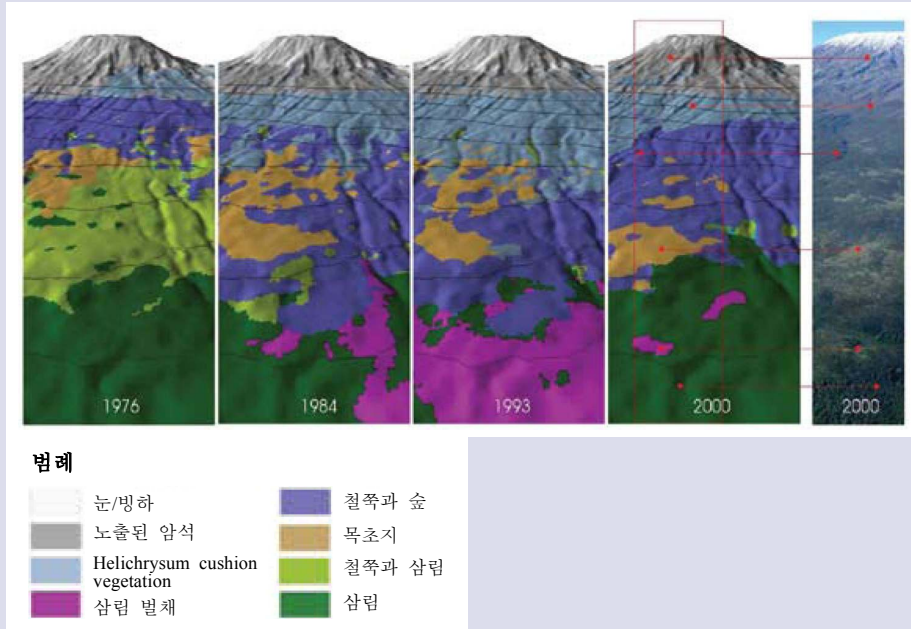 1976
1984
1993
2000
2000
범례
눈/빙하
노출된 암석
Helichrysum cushion
vegetation
삼림 벌채
철쭉과 숲
목초지
철쭉과 삼림
삼림